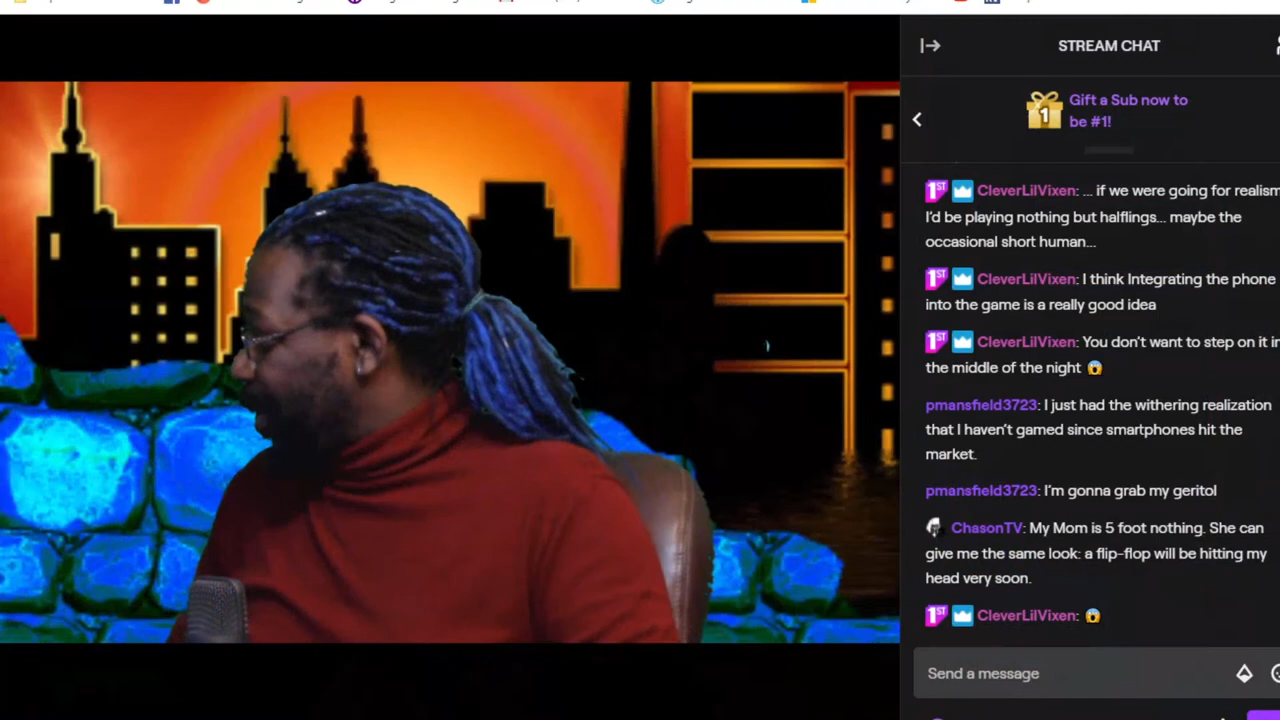 STREAM CHAT
Gift a Sub now to
be #1!
1
CleverLilVixen: ... if we were going for realism
I'd be playing nothing but halflings... maybe the
occasional short human...
CleverLilVixen: I think Integrating the phone
into the game is a really good idea
CleverLilVixen: You don't want to step on it in
the middle of the night 😱
pmansfield3723: I just had the withering realization
that I haven't gamed since smartphones hit the
market.
pmansfield3723: I'm gonna grab my geritol
ChasonTV: My Mom is 5 foot nothing. She can
give me the same look: a flip-flop will be hitting my
head very soon.
CleverLilVixen: 😱
Send a message